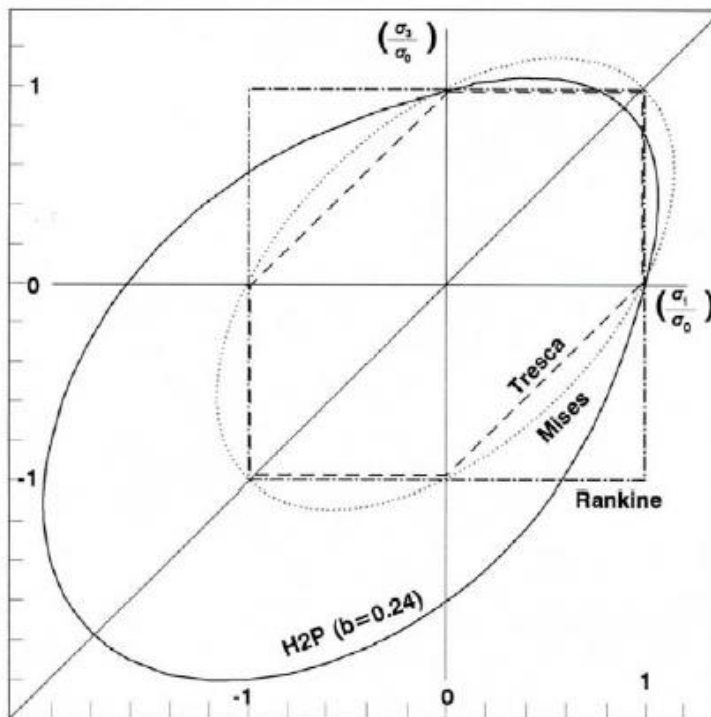 (σ₃/σ₀)
1
0
(σ₁/σ₀)
Tresca
Mises
-1
Rankine
H2P (b=0.24)
-1
0
1